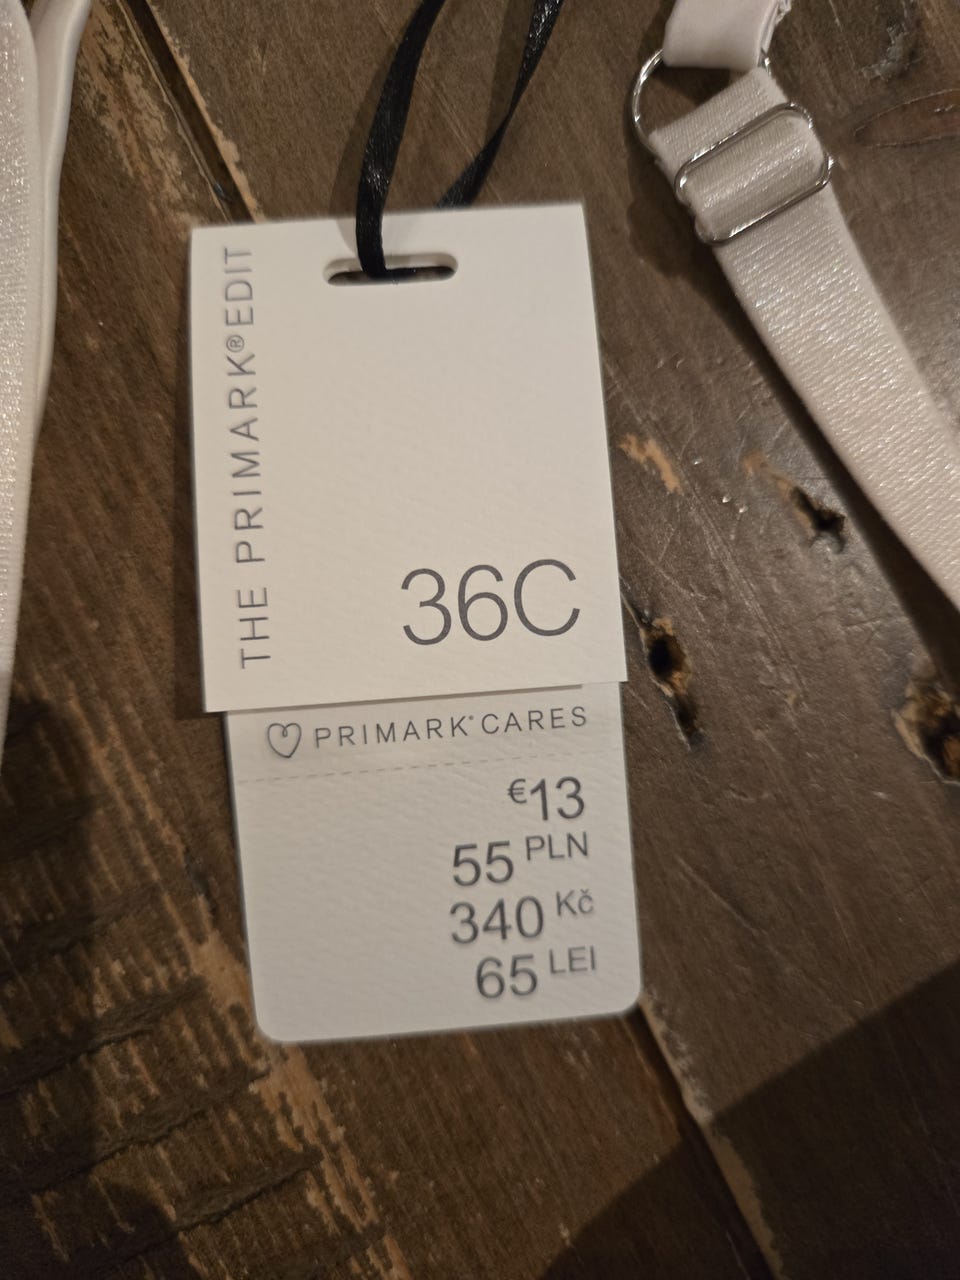 THE PRIMARK®EDIT
36C
PRIMARK® CARES
€13
55 PLN
340 Kč
65 LEI